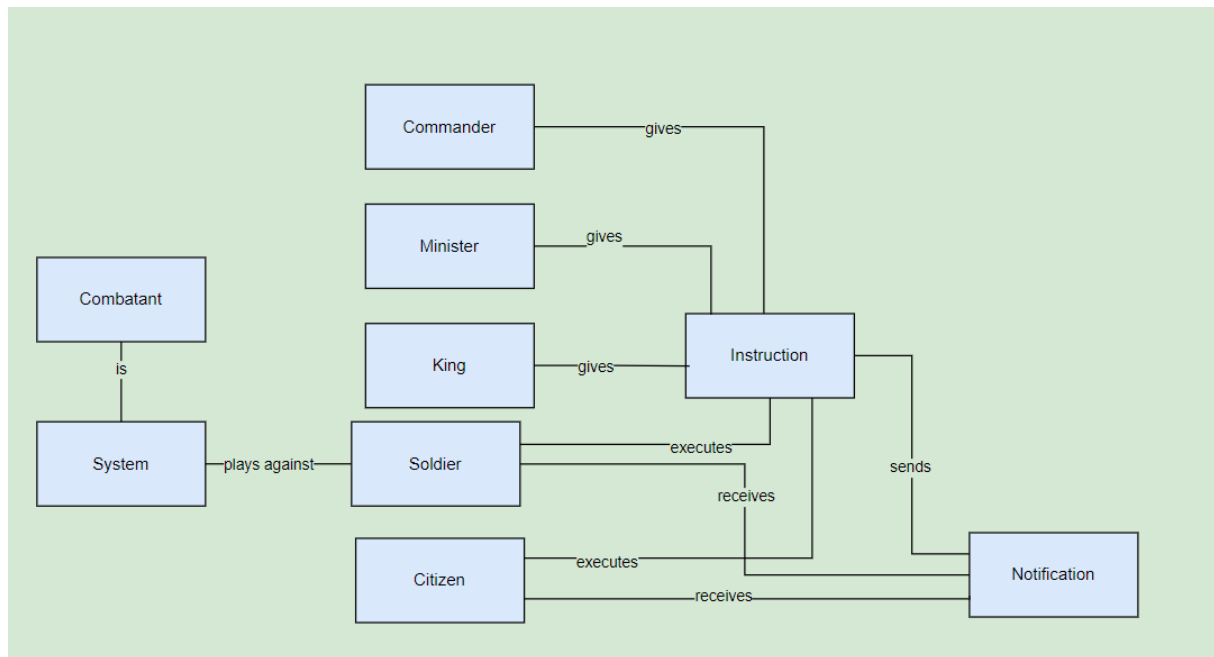 Commander
gives
Minister
gives
Combatant
is
King
gives
Instruction
System
plays against
Soldier
executes
receives
sends
Citizen
executes
receives
Notification